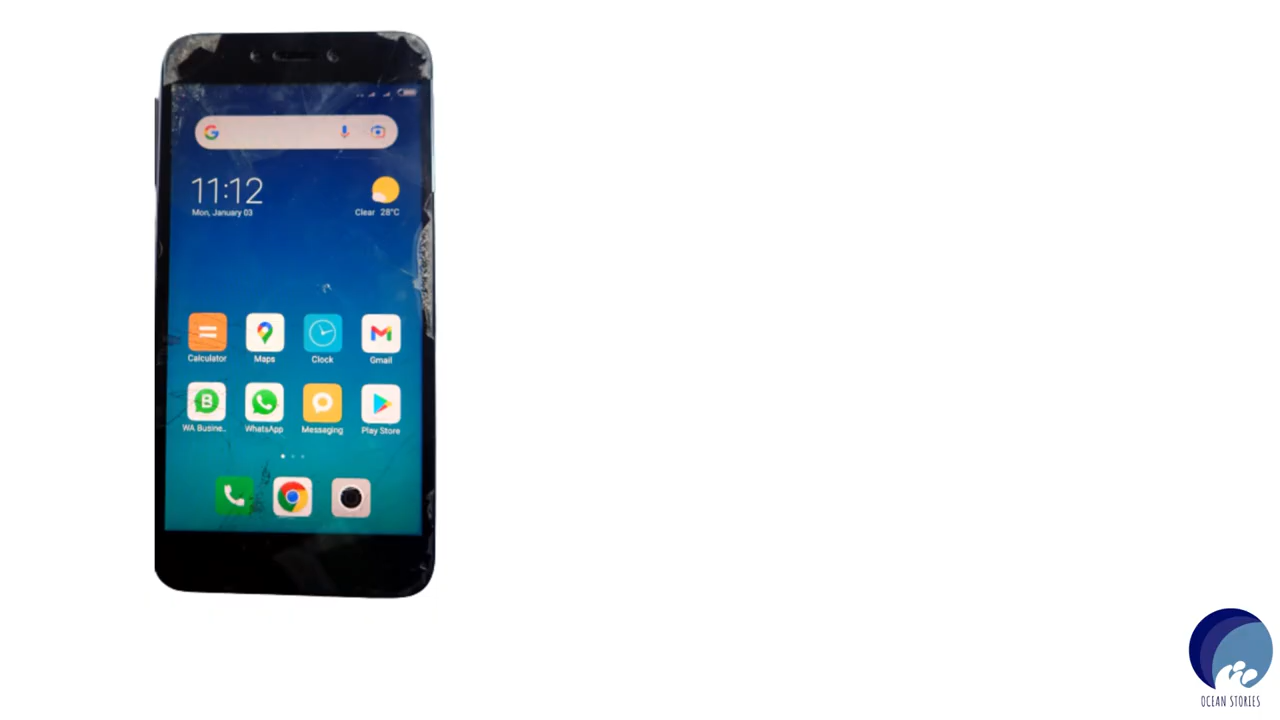 11:12
Mon, January 03
Clear 28°C
Calculator Maps Clock Gmail
WA Busine.. WhatsApp Messaging Play Store
OCEAN STORIES